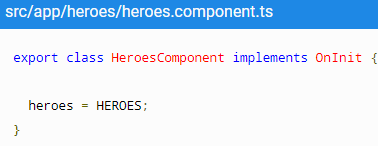 src/app/heroes/heroes.component.ts
export class HeroesComponent implements OnInit {
heroes = HEROES;
}